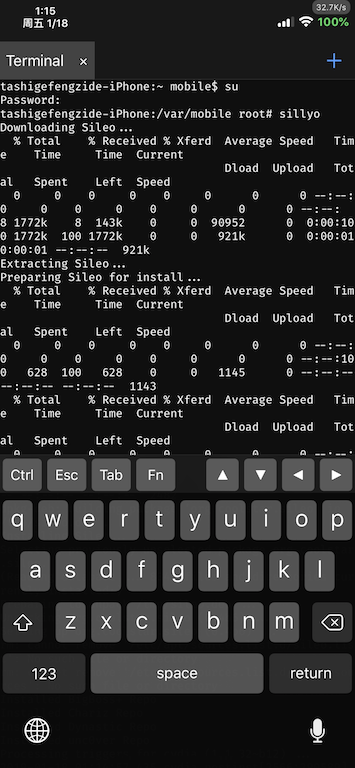 1:15
32.7K/s
周五 1/18
100%
Terminal ×
+
tashigefengzide-iPhone:~ mobile$ su
Password:
tashigefengzide-iPhone:/var/mobile root# sillyo
Downloading Sileo...
% Total % Received % Xferd Average Speed Tim
e Time Time Current
Dload Upload Tot
al Spent Left Speed
0 0 0 0 0 0 0 0 --:--:
0 0 0 0 0 0 0 0 --:--:
8 1772k 8 143k 0 0 90952 0 0:00:10
0 1772k 100 1772k 0 0 921k 0 0:00:01
0:00:01 --:--:-- 921k
Extracting Sileo...
Preparing Sileo for install...
% Total % Received % Xferd Average Speed Tim
e Time Time Current
Dload Upload Tot
al Spent Left Speed
0 0 0 0 0 0 0 0 --:--:
0 0 0 0 0 0 0 0 --:--:10
0 628 100 628 0 0 1145 0 --:--:--
--:--:-- --:--:-- 1143
% Total % Received % Xferd Average Speed Tim
e Time Time Current
Dload Upload Tot
al Spent Left Speed
Ctrl Esc Tab Fn ▲ ▼ ◀ ▶
q w e r t y u i o p
a s d f g h j k l
z x c v b n m
123 space return